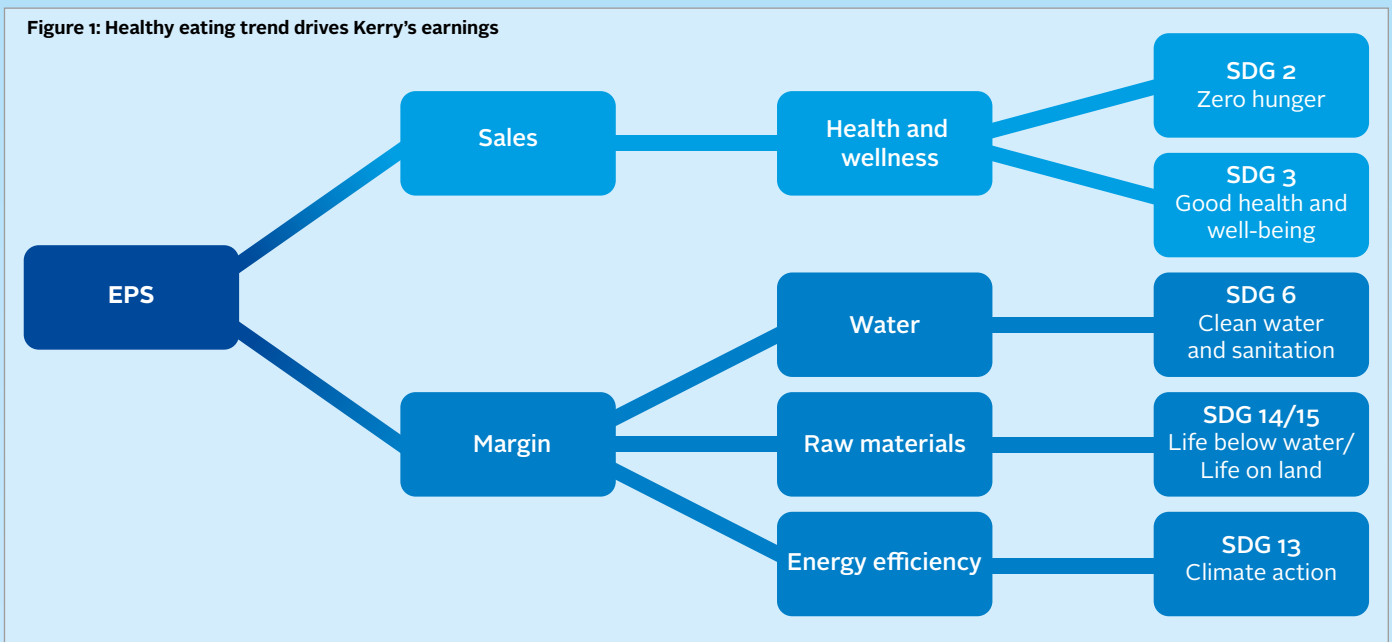 Figure 1: Healthy eating trend drives Kerry's earnings
EPS
Sales
Margin
Health and
wellness
Water
Raw materials
Energy efficiency
SDG 2
Zero hunger
SDG 3
Good health and
well-being
SDG 6
Clean water
and sanitation
SDG 14/15
Life below water/
Life on land
SDG 13
Climate action